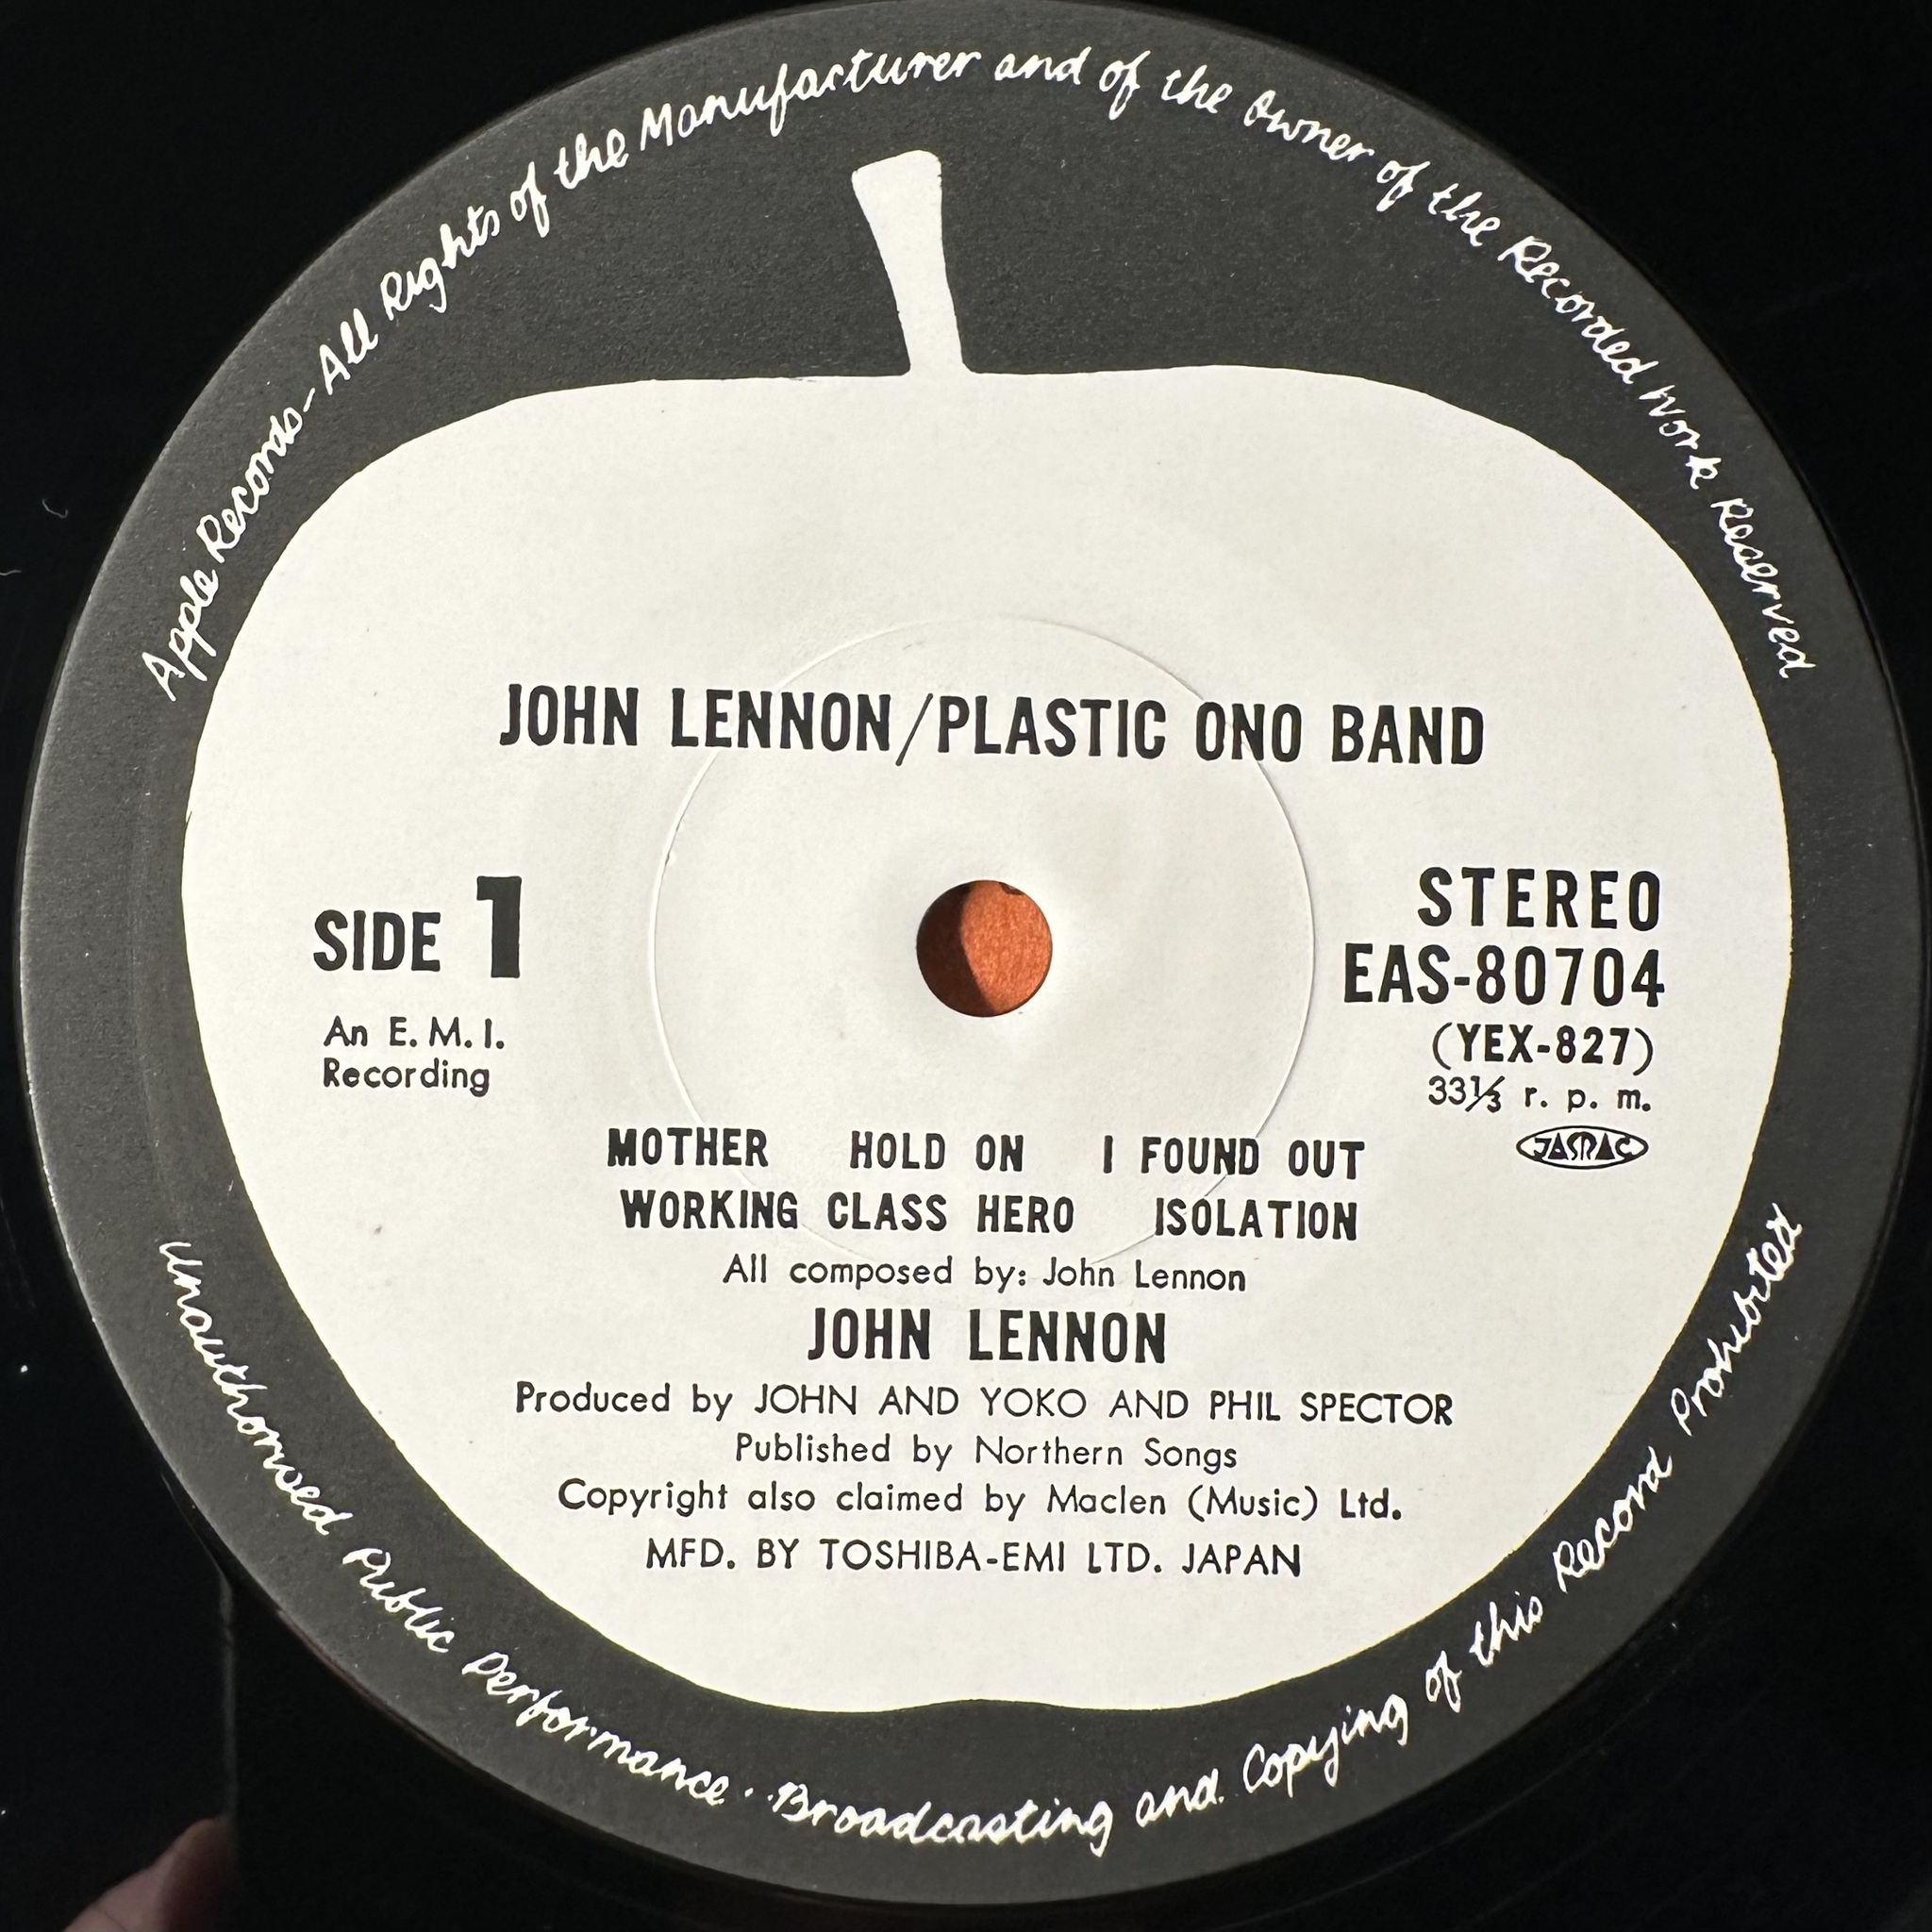 Apple Records-All Rights of the Manufacturer and of the Owner of the Recorded Work Reserved
JOHN LENNON/PLASTIC ONO BAND
SIDE 1
An E. M. I.
Recording
STEREO
EAS-80704
(YEX-827)
33⅓ r. p. m.
JASRAC
MOTHER HOLD ON I FOUND OUT
WORKING CLASS HERO ISOLATION
All composed by: John Lennon
JOHN LENNON
Produced by JOHN AND YOKO AND PHIL SPECTOR
Published by Northern Songs
Copyright also claimed by Maclen (Music) Ltd.
MFD. BY TOSHIBA-EMI LTD. JAPAN
Unauthorised Public Performance · Broadcasting and Copying of this Record Prohibited